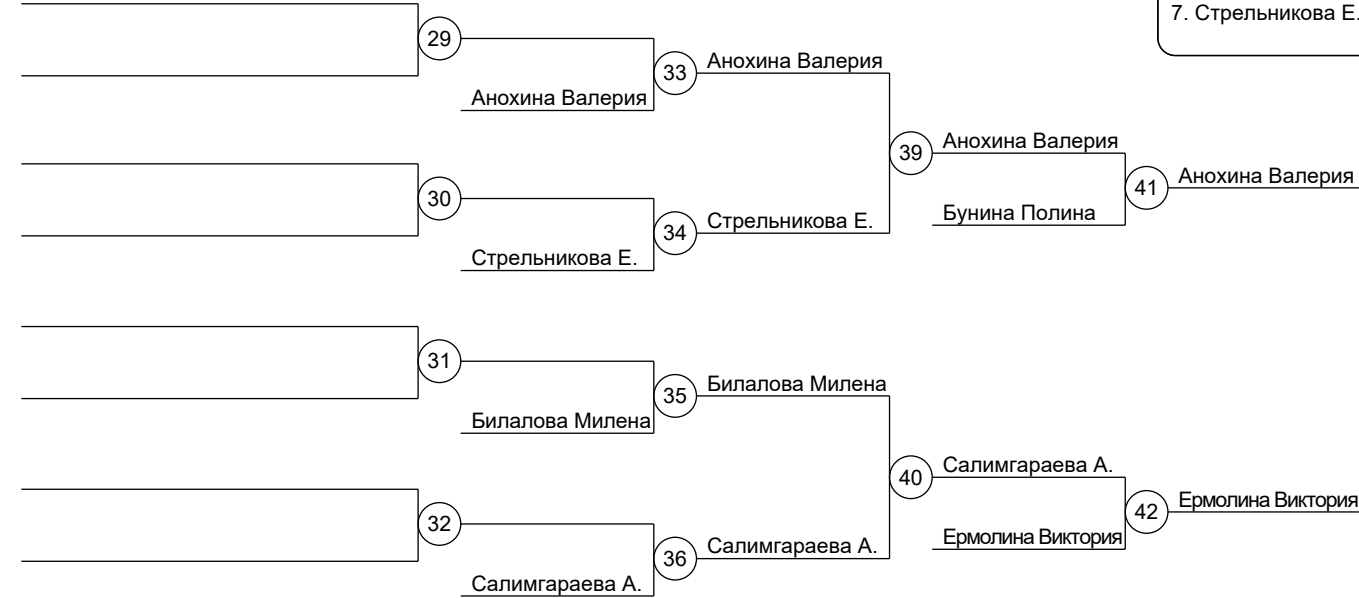 7. Стрельникова Е.
29
33
Анохина Валерия
Анохина Валерия
39
Анохина Валерия
41
Анохина Валерия
30
34
Стрельникова Е.
Бунина Полина
Стрельникова Е.
31
35
Билалова Милена
Билалова Милена
40
Салимгараева А.
42
Ермолина Виктория
32
36
Салимгараева А.
Ермолина Виктория
Салимгараева А.